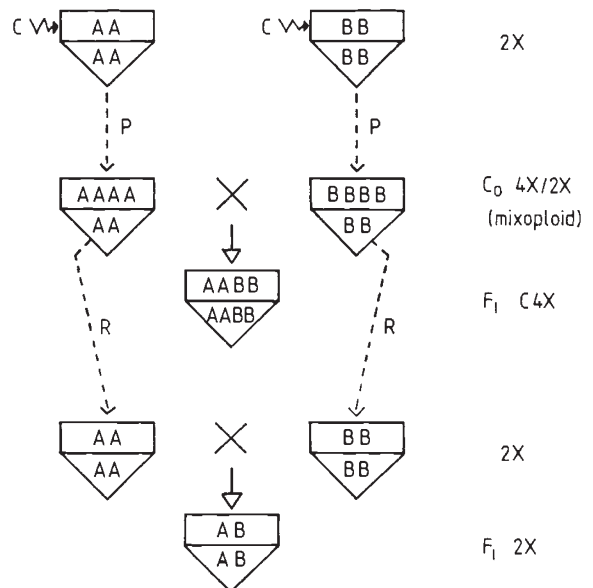 C AA C BB 2X
AA BB
P P
AAAA BBBB C₀ 4X/2X
AA BB (mixoploid)
AABB F₁ C4X
AABB
R R
AA BB 2X
AA BB
AB F₁ 2X
AB